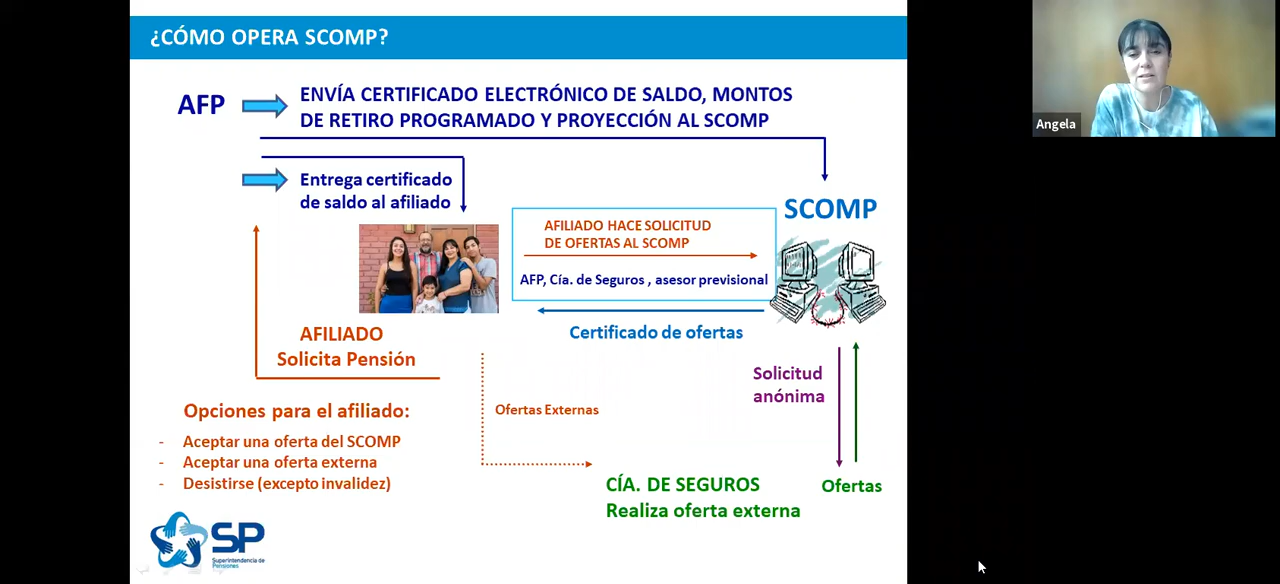 ¿CÓMO OPERA SCOMP?
AFP
ENVÍA CERTIFICADO ELECTRÓNICO DE SALDO, MONTOS
DE RETIRO PROGRAMADO Y PROYECCIÓN AL SCOMP
Entrega certificado
de saldo al afiliado
AFILIADO HACE SOLICITUD
DE OFERTAS AL SCOMP
AFP, Cía. de Seguros , asesor previsional
SCOMP
Certificado de ofertas
AFILIADO
Solicita Pensión
Solicitud
anónima
Opciones para el afiliado:
- Aceptar una oferta del SCOMP
- Aceptar una oferta externa
- Desistirse (excepto invalidez)
Ofertas Externas
CÍA. DE SEGUROS
Realiza oferta externa
Ofertas
SP
Superintendencia de
Pensiones
Angela